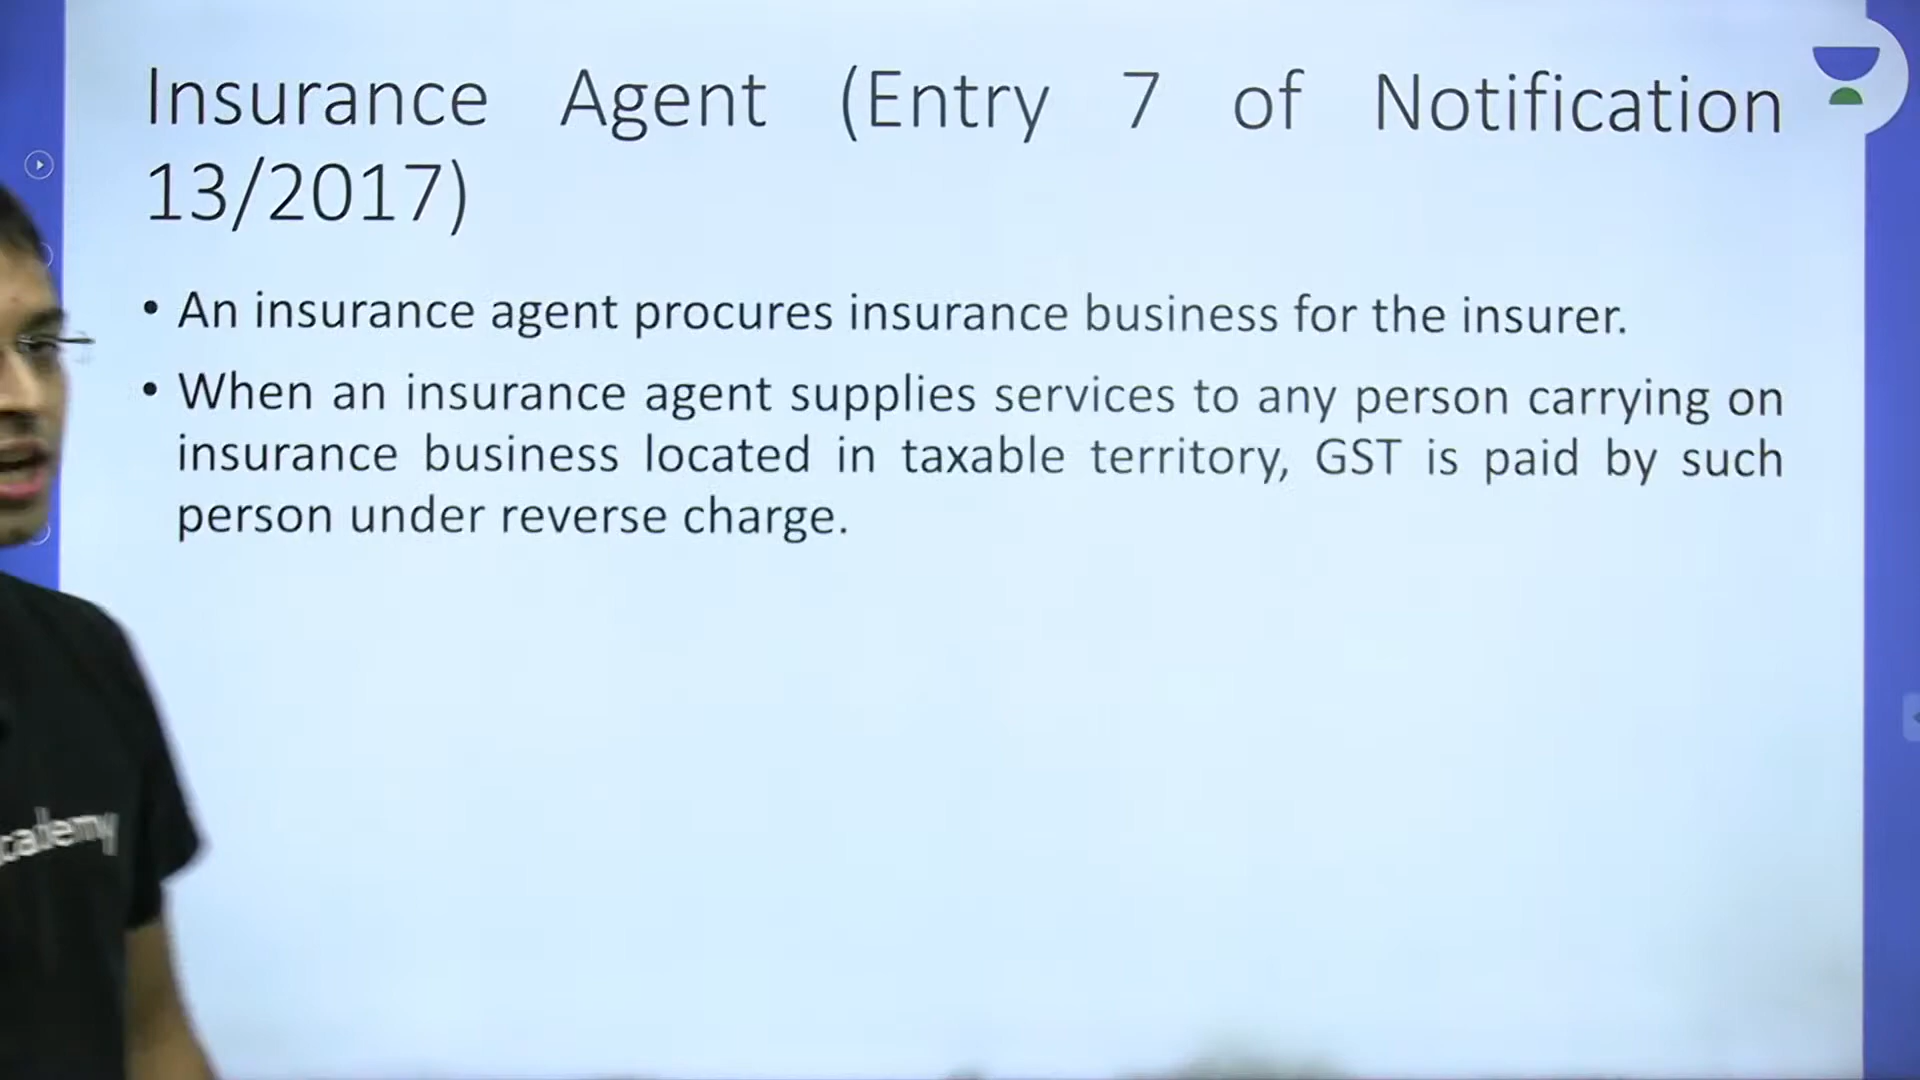 Insurance Agent (Entry 7 of Notification
13/2017)
• An insurance agent procures insurance business for the insurer.
• When an insurance agent supplies services to any person carrying on
insurance business located in taxable territory, GST is paid by such
person under reverse charge.
cademy